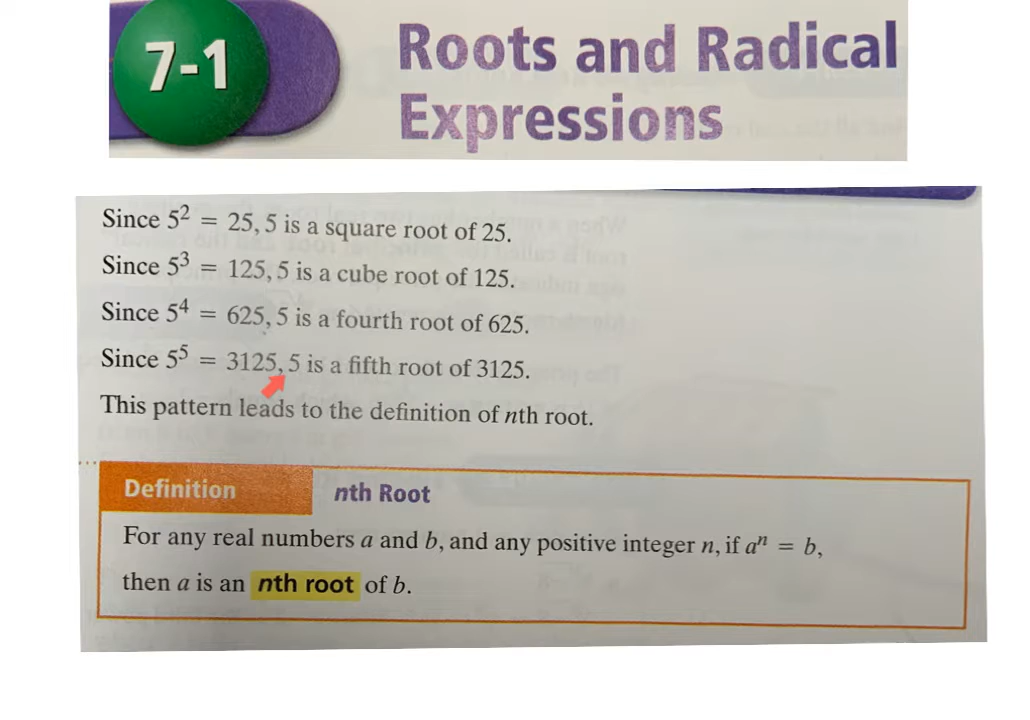 7-1
Roots and Radical
Expressions
Since 5² = 25, 5 is a square root of 25.
Since 5³ = 125, 5 is a cube root of 125.
Since 5⁴ = 625, 5 is a fourth root of 625.
Since 5⁵ = 3125, 5 is a fifth root of 3125.
This pattern leads to the definition of nth root.
Definition nth Root
For any real numbers a and b, and any positive integer n, if aⁿ = b,
then a is an nth root of b.